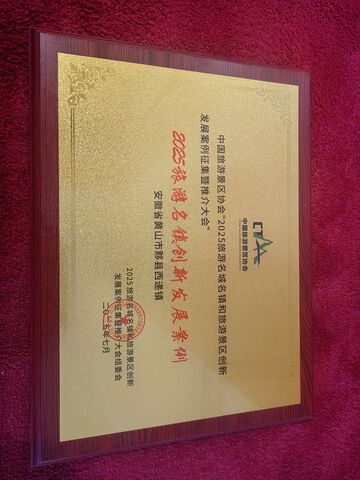 CTAA
中国旅游景区协会
中国旅游景区协会“2025旅游名城名镇和旅游景区创新
发展案例征集暨推介大会”
2025旅游名镇创新发展案例
安徽省黄山市黟县西递镇
2025旅游名城名镇和旅游景区创新
发展案例征集暨推介大会组委会
二〇二五年七月